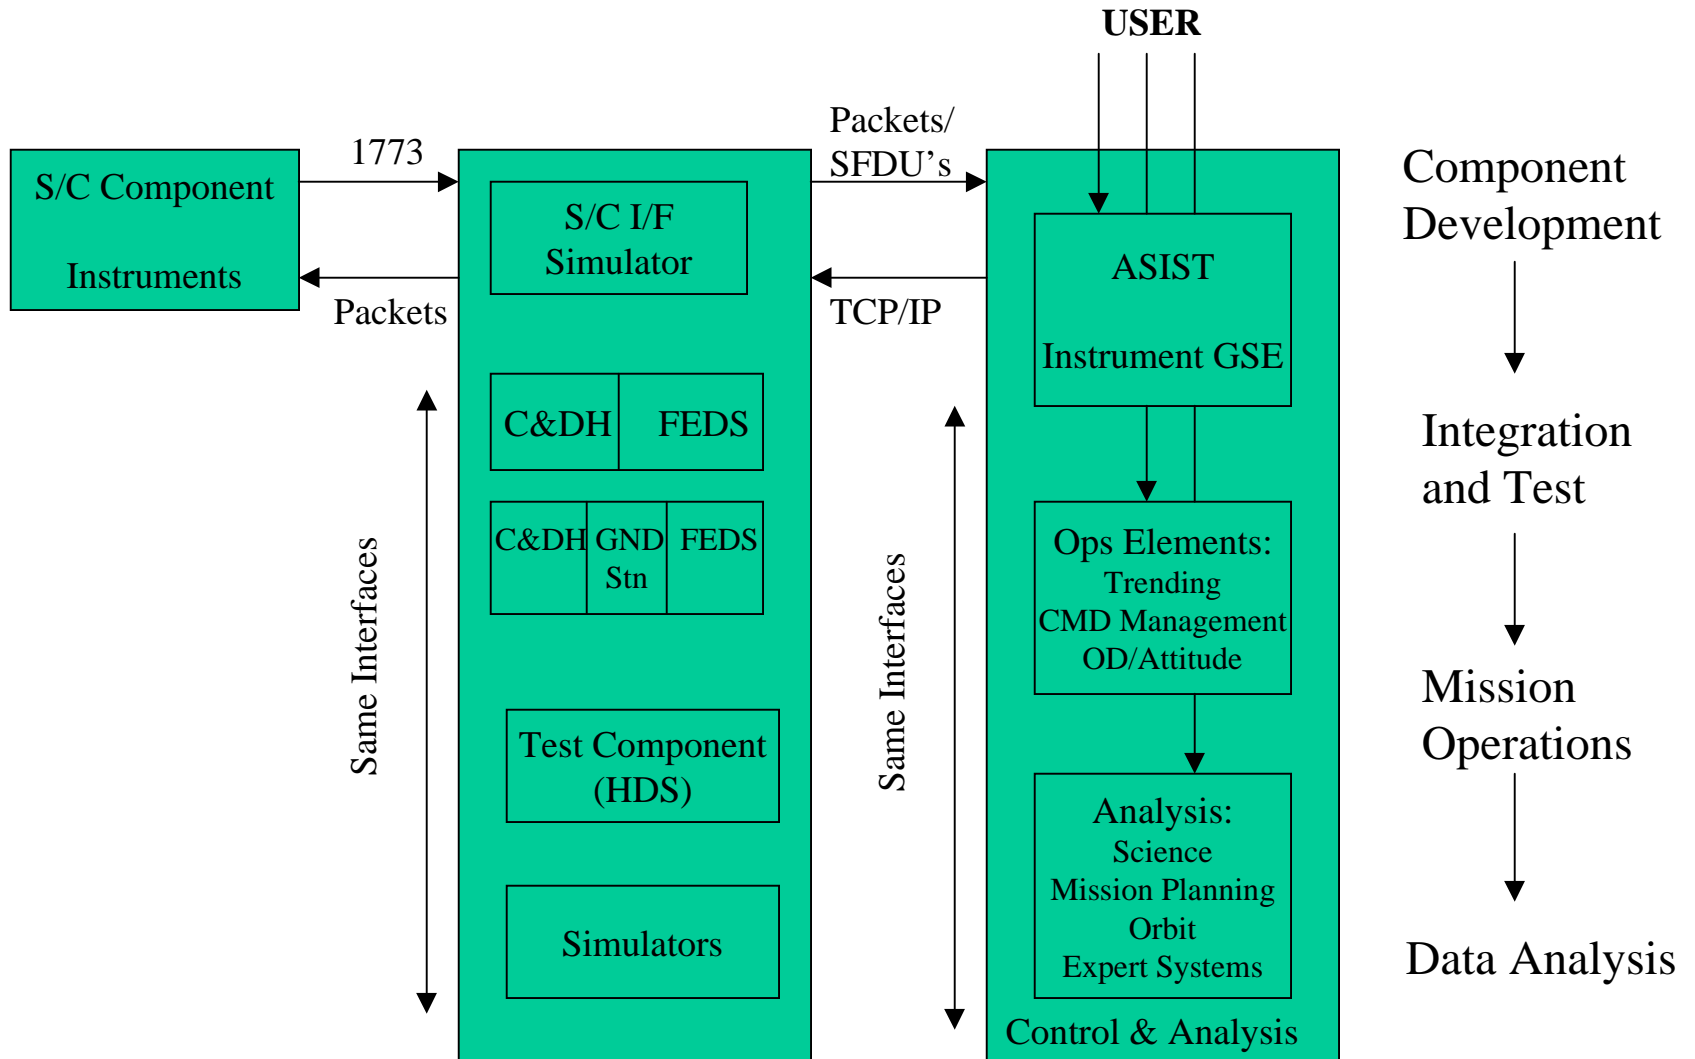 USER
S/C Component
Instruments
1773
Packets
S/C I/F
Simulator
C&DH
FEDS
C&DH
GND
Stn
FEDS
Test Component
(HDS)
Simulators
Same Interfaces
Packets/
SFDU's
TCP/IP
Same Interfaces
ASIST
Instrument GSE
Ops Elements:
Trending
CMD Management
OD/Attitude
Analysis:
Science
Mission Planning
Orbit
Expert Systems
Control & Analysis
Component
Development
Integration
and Test
Mission
Operations
Data Analysis